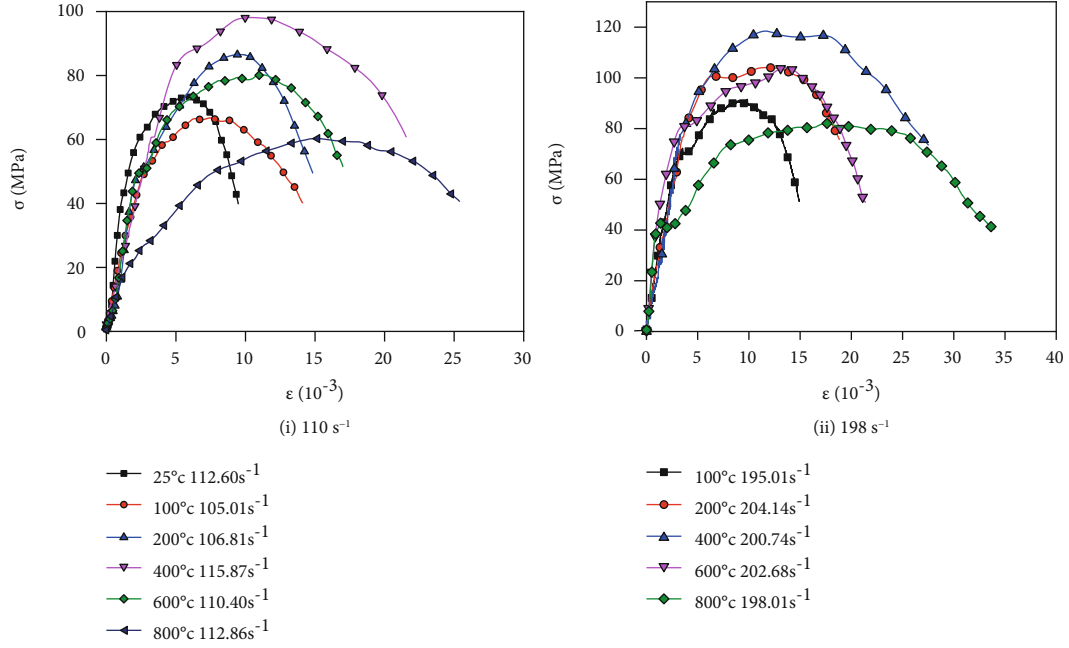 100
80
60
40
20
0
σ (MPa)
0 5 10 15 20 25 30
ε (10-3)
(i) 110 s-1
120
100
80
60
40
20
0
σ (MPa)
0 5 10 15 20 25 30 35 40
ε (10-3)
(ii) 198 s-1
25°c 112.60s-1
100°c 105.01s-1
200°c 106.81s-1
400°c 115.87s-1
600°c 110.40s-1
800°c 112.86s-1
100°c 195.01s-1
200°c 204.14s-1
400°c 200.74s-1
600°c 202.68s-1
800°c 198.01s-1